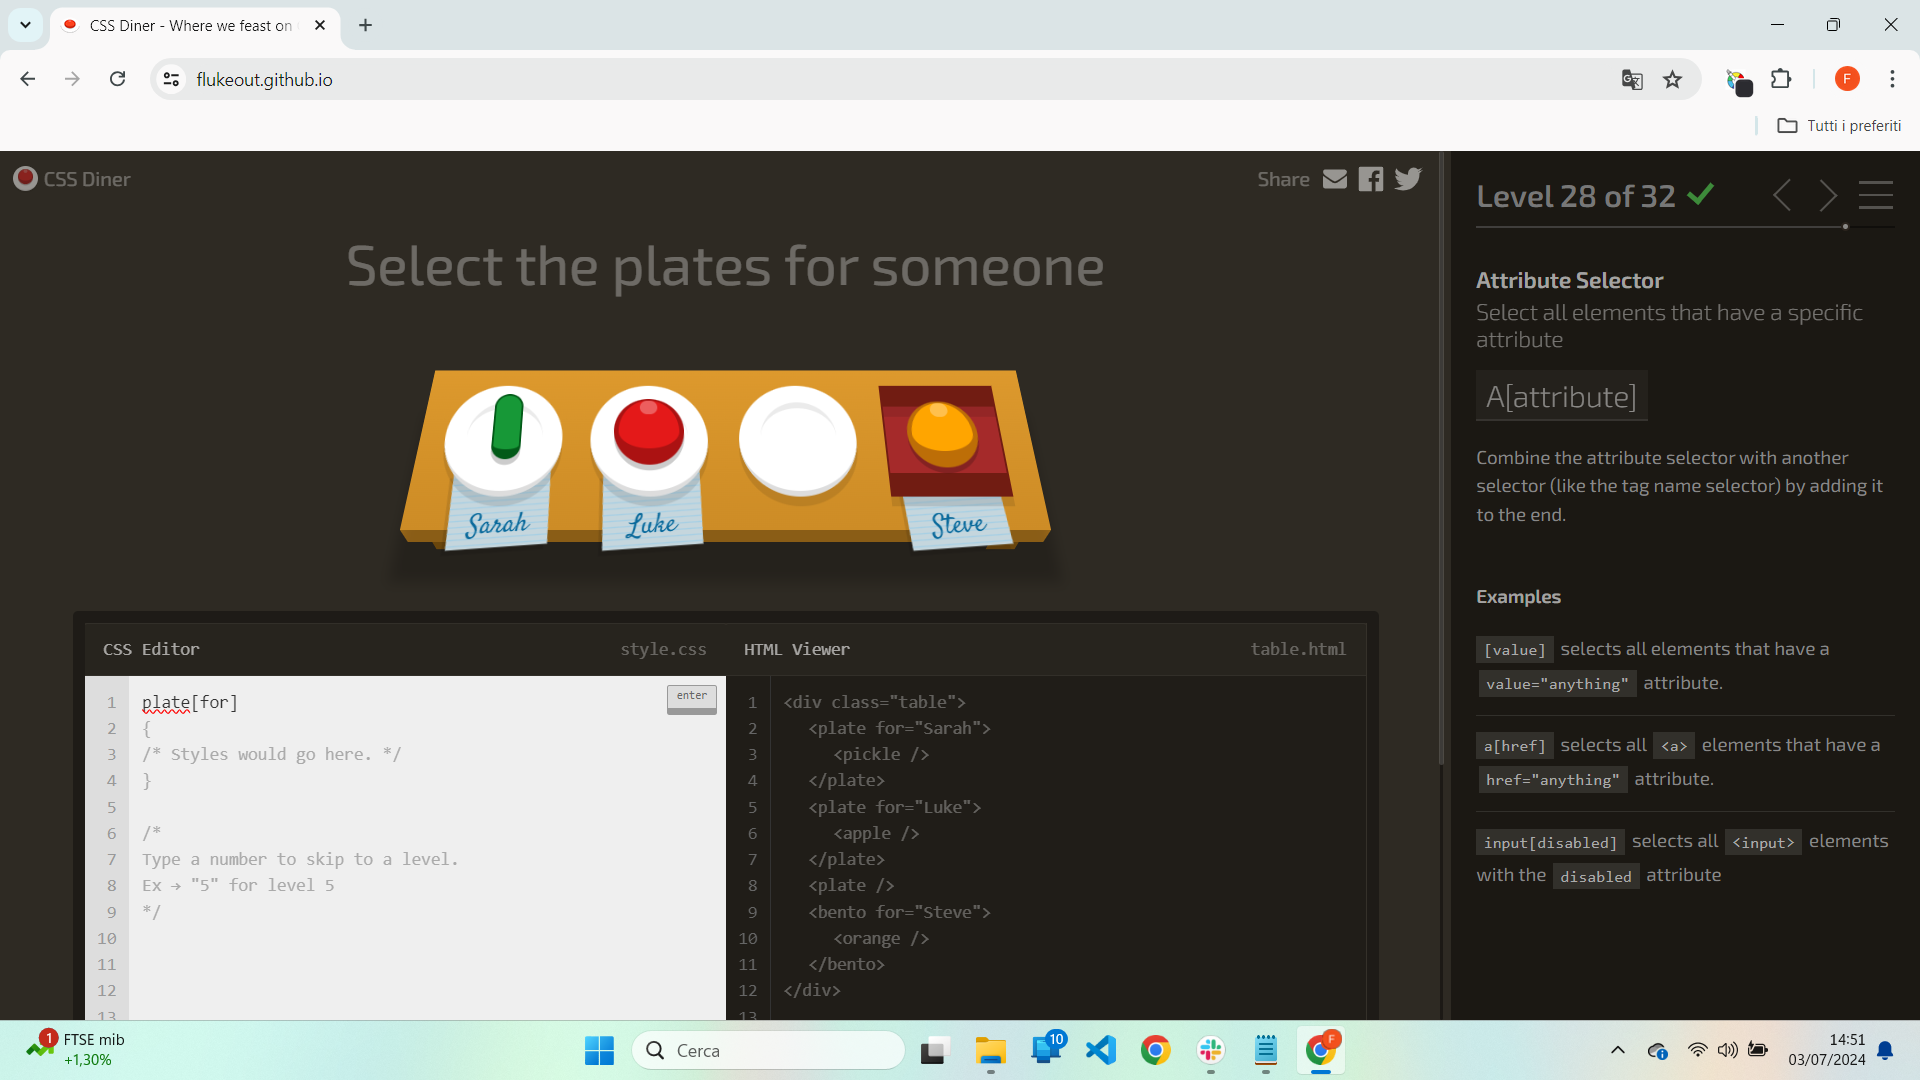 CSS Diner - Where we feast on
flukeout.github.io
F
Tutti i preferiti
CSS Diner
Share
Level 28 of 32
Select the plates for someone
Sarah
Luke
Steve
Attribute Selector
Select all elements that have a specific
attribute
A[attribute]
Combine the attribute selector with another
selector (like the tag name selector) by adding it
to the end.
Examples
[value] selects all elements that have a
value="anything" attribute.
a[href] selects all <a> elements that have a
href="anything" attribute.
input[disabled] selects all <input> elements
with the disabled attribute
CSS Editor style.css
enter
1 plate[for]
2 {
3 /* Styles would go here. */
4 }
5
6 /*
7 Type a number to skip to a level.
8 Ex → "5" for level 5
9 */
10
11
12
13
HTML Viewer table.html
1 <div class="table">
2 <plate for="Sarah">
3 <pickle />
4 </plate>
5 <plate for="Luke">
6 <apple />
7 </plate>
8 <plate />
9 <bento for="Steve">
10 <orange />
11 </bento>
12 </div>
13
1
FTSE mib
+1,30%
Cerca
10
F
14:51
03/07/2024